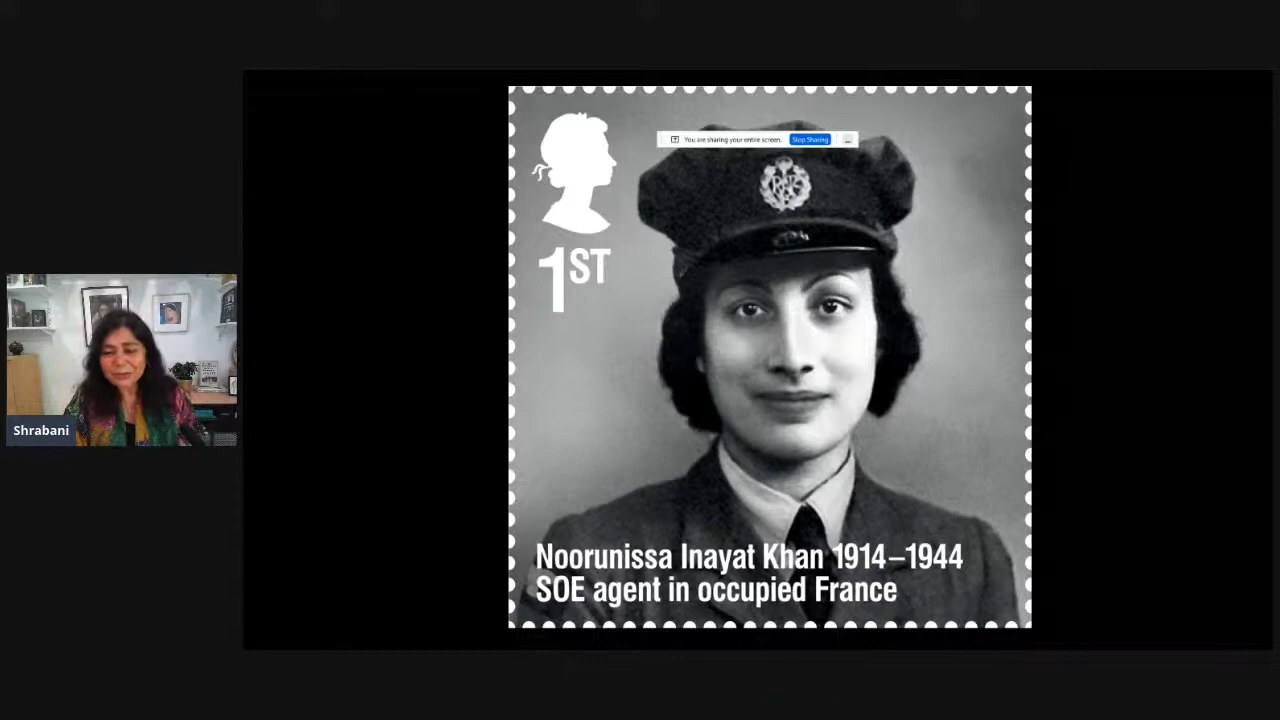 You are sharing your entire screen.
Stop Sharing
1ST
Shrabani
Noorunissa Inayat Khan 1914–1944
SOE agent in occupied France